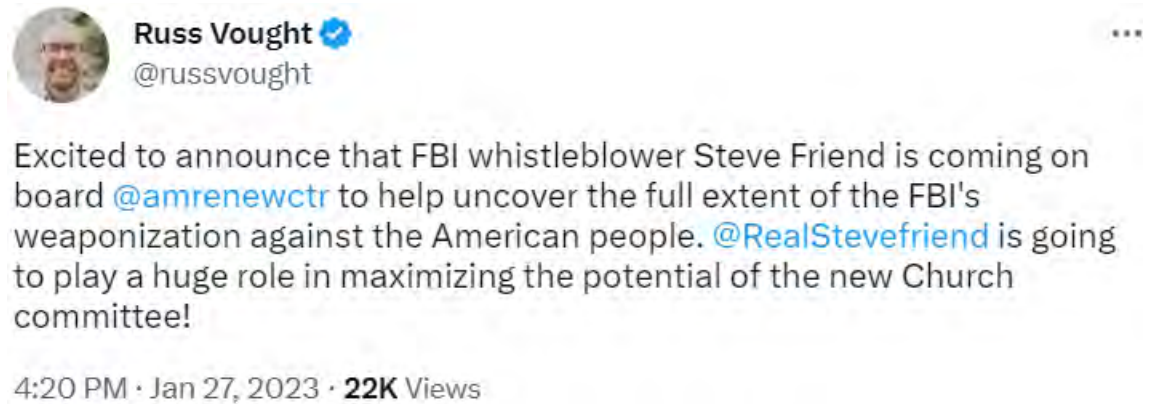 Russ Vought
@russvought
Excited to announce that FBI whistleblower Steve Friend is coming on
board @amrenewctr to help uncover the full extent of the FBI's
weaponization against the American people. @RealStevefriend is going
to play a huge role in maximizing the potential of the new Church
committee!
4:20 PM · Jan 27, 2023 · 22K Views